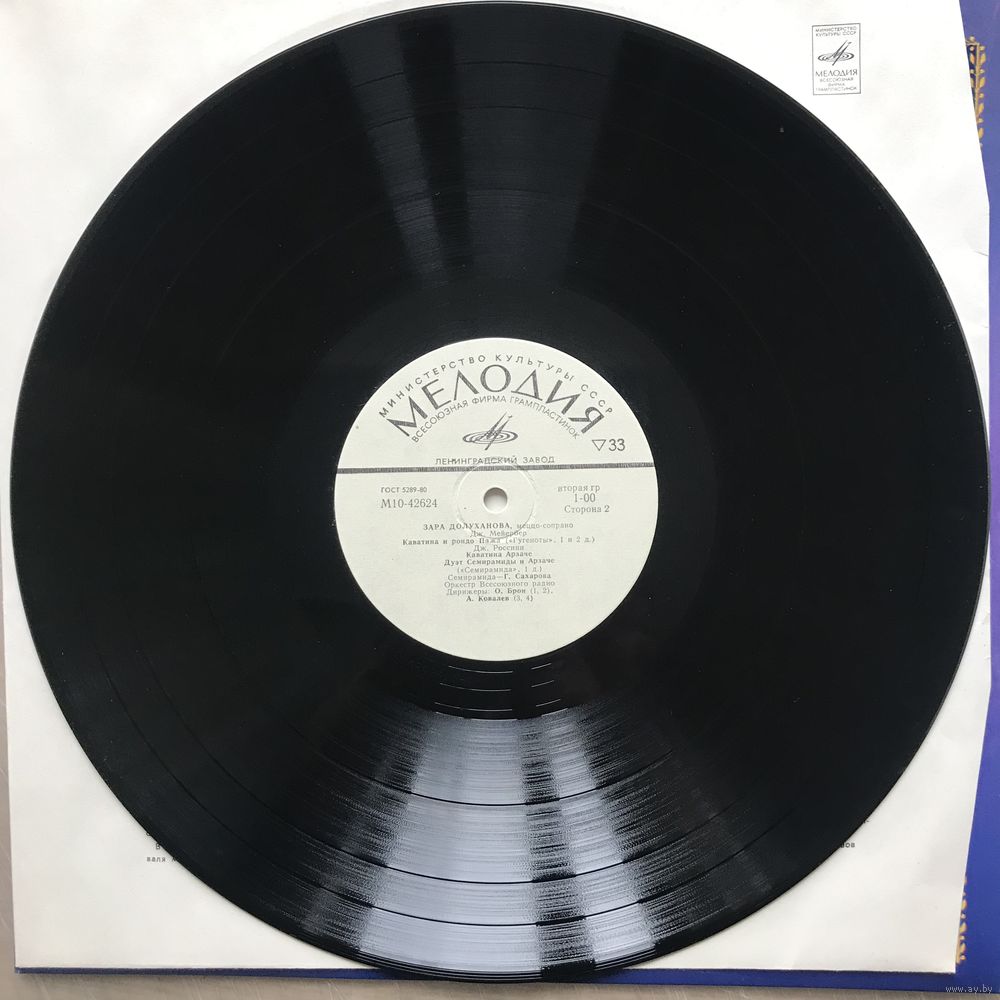 МИНИСТЕРСТВО
КУЛЬТУРЫ СССР
МЕЛОДИЯ
ВСЕСОЮЗНАЯ
ФИРМА
ГРАМПЛАСТИНОК
МИНИСТЕРСТВО КУЛЬТУРЫ СССР
МЕЛОДИЯ
ВСЕСОЮЗНАЯ ФИРМА ГРАМПЛАСТИНОК
33
ЛЕНИНГРАДСКИЙ ЗАВОД
ГОСТ 5289-80
М10-42624
вторая гр
1-00
Сторона 2
ЗАРА ДОЛУХАНОВА, меццо-сопрано
Дж. Мейербер
Каватина и рондо Пажа («Гугеноты», 1 и 2 д.)
Дж. Россини
Каватина Арзаче
Дуэт Семирамиды и Арзаче
(«Семирамида», 1 д.)
Семирамида—Г. Сахарова
Оркестр Всесоюзного радио
Дирижеры: О. Брон (1, 2),
А. Ковалев (3, 4)
www.ay.by